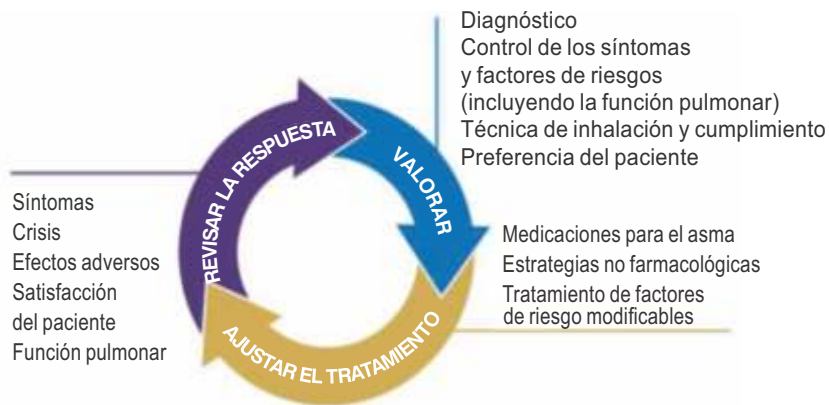 Diagnóstico
Control de los síntomas
y factores de riesgos
(incluyendo la función pulmonar)
Técnica de inhalación y cumplimiento
Preferencia del paciente
REVISAR LA RESPUESTA
VALORAR
AJUSTAR EL TRATAMIENTO
Síntomas
Crisis
Efectos adversos
Satisfacción
del paciente
Función pulmonar
Medicaciones para el asma
Estrategias no farmacológicas
Tratamiento de factores
de riesgo modificables